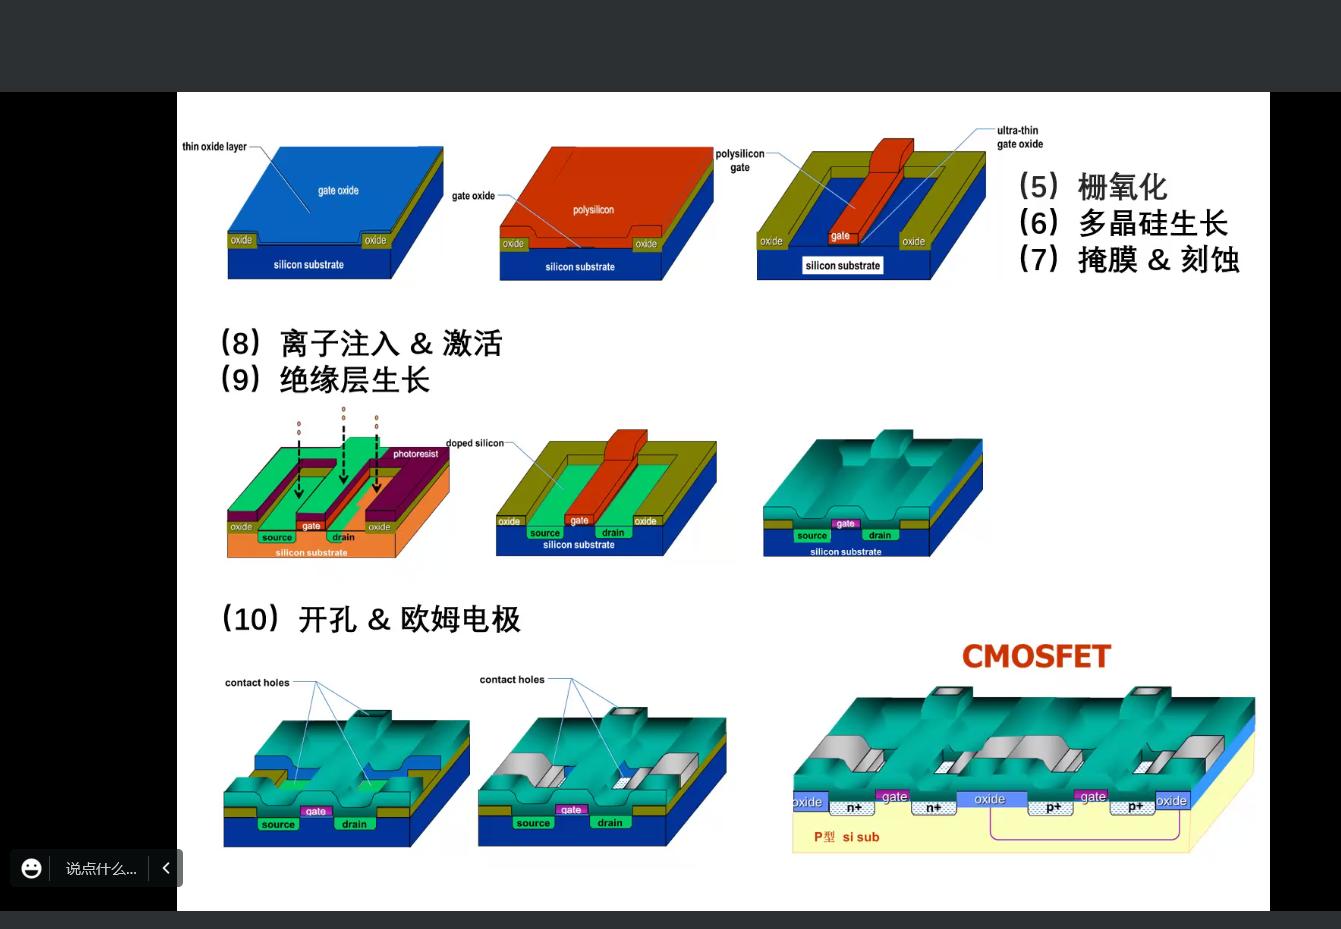 thin oxide layer
gate oxide
oxide
oxide
silicon substrate
gate oxide
polysilicon
oxide
oxide
silicon substrate
polysilicon
gate
ultra-thin
gate oxide
oxide
gate
oxide
silicon substrate
（5）栅氧化
（6）多晶硅生长
（7）掩膜 & 刻蚀
（8）离子注入 & 激活
（9）绝缘层生长
photoresist
oxide
gate
oxide
source
drain
silicon substrate
doped silicon
oxide
gate
oxide
source
drain
silicon substrate
gate
source
drain
silicon substrate
（10）开孔 & 欧姆电极
contact holes
gate
source
drain
contact holes
gate
source
drain
CMOSFET
oxide
n+
gate
n+
oxide
p+
gate
p+
oxide
P型 si sub
说点什么...